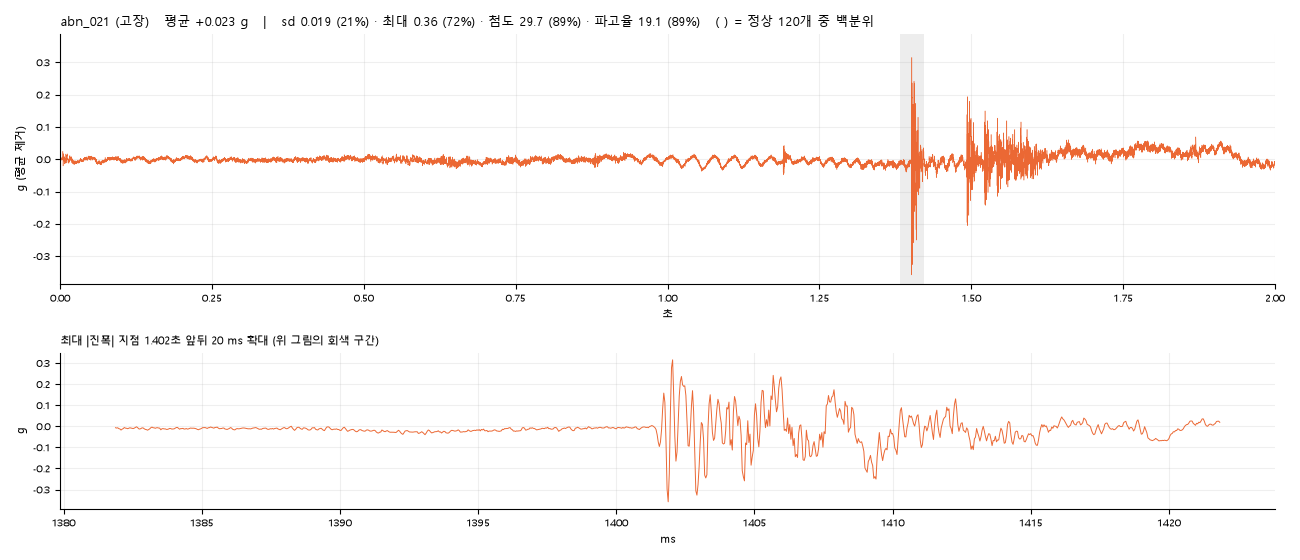 abn_021 (고장)    평균 +0.023 g    |    sd 0.019 (21%) · 최대 0.36 (72%) · 첨도 29.7 (89%) · 파고율 19.1 (89%)    ( ) = 정상 120개 중 백분위
g (평균 제거)
0.3
0.2
0.1
0.0
-0.1
-0.2
-0.3
0.00 0.25 0.50 0.75 1.00 1.25 1.50 1.75 2.00
초
최대 |진폭| 지점 1.402초 앞뒤 20 ms 확대 (위 그림의 회색 구간)
g
0.3
0.2
0.1
0.0
-0.1
-0.2
-0.3
1380 1385 1390 1395 1400 1405 1410 1415 1420
ms